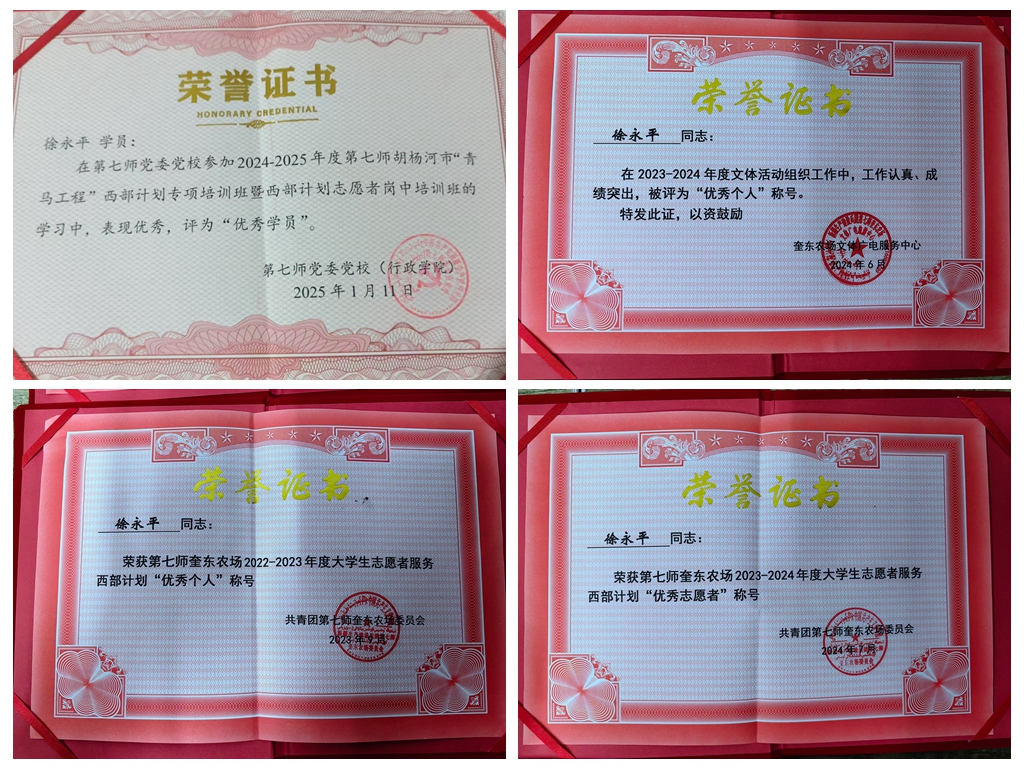 荣誉证书
HONORARY CREDENTIAL
徐永平 学员：
在第七师党委党校参加2024-2025年度第七师胡杨河市“青
马工程”西部计划专项培训班暨西部计划志愿者岗中培训班的
学习中，表现优秀，评为“优秀学员”。
第七师党委党校（行政学院）
2025年1月11日
荣誉证书
徐永平 同志：
在2023-2024年度文体活动组织工作中，工作认真、成
绩突出，被评为“优秀个人”称号。
特发此证，以资鼓励
奎东农场文体广电服务中心
2024年6月
荣誉证书
徐永平 同志：
荣获第七师奎东农场2022-2023年度大学生志愿者服务
西部计划“优秀个人”称号
共青团第七师奎东农场委员会
2023年9月
荣誉证书
徐永平 同志：
荣获第七师奎东农场2023-2024年度大学生志愿者服务
西部计划“优秀志愿者”称号
共青团第七师奎东农场委员会
2024年7月